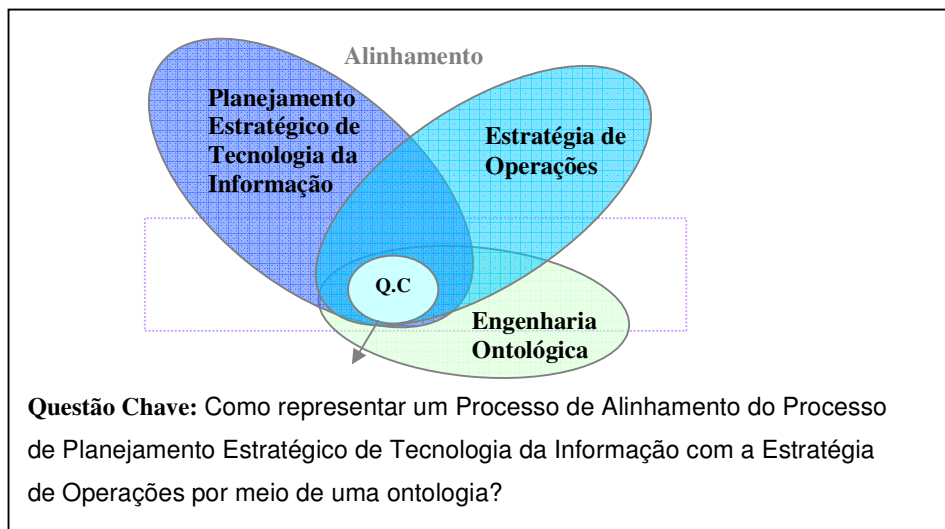 Alinhamento
Planejamento
Estratégico de
Tecnologia da
Informação
Estratégia de
Operações
Q.C
Engenharia
Ontológica
Questão Chave: Como representar um Processo de Alinhamento do Processo
de Planejamento Estratégico de Tecnologia da Informação com a Estratégia
de Operações por meio de uma ontologia?